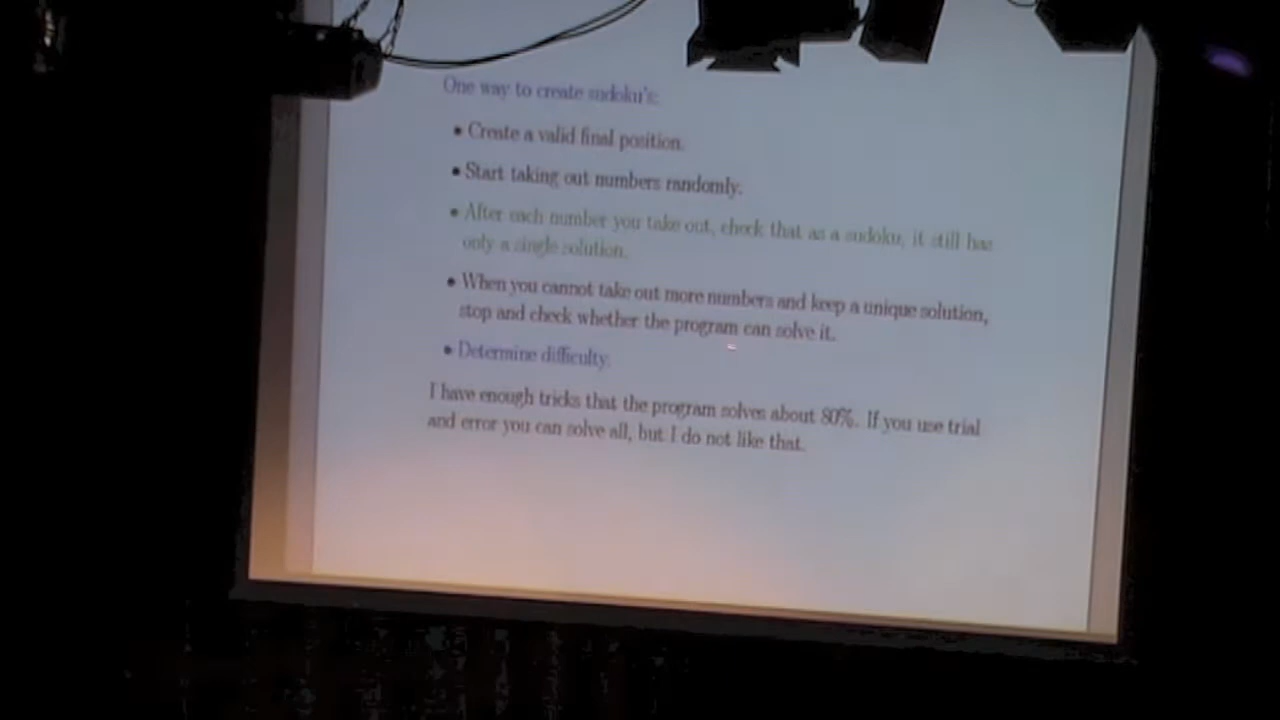 One way to create sudoku's:
• Create a valid final position.
• Start taking out numbers randomly.
• After each number you take out, check that as a sudoku, it still has
only a single solution.
• When you cannot take out more numbers and keep a unique solution,
stop and check whether the program can solve it.
• Determine difficulty.
I have enough tricks that the program solves about 80%. If you use trial
and error you can solve all, but I do not like that.